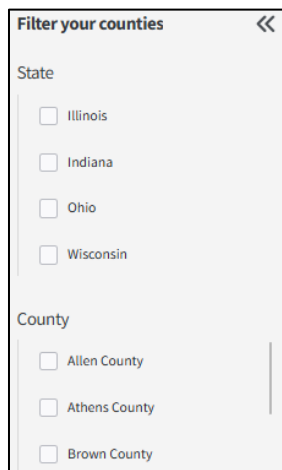 Filter your counties
State
Illinois
Indiana
Ohio
Wisconsin
County
Allen County
Athens County
Brown County